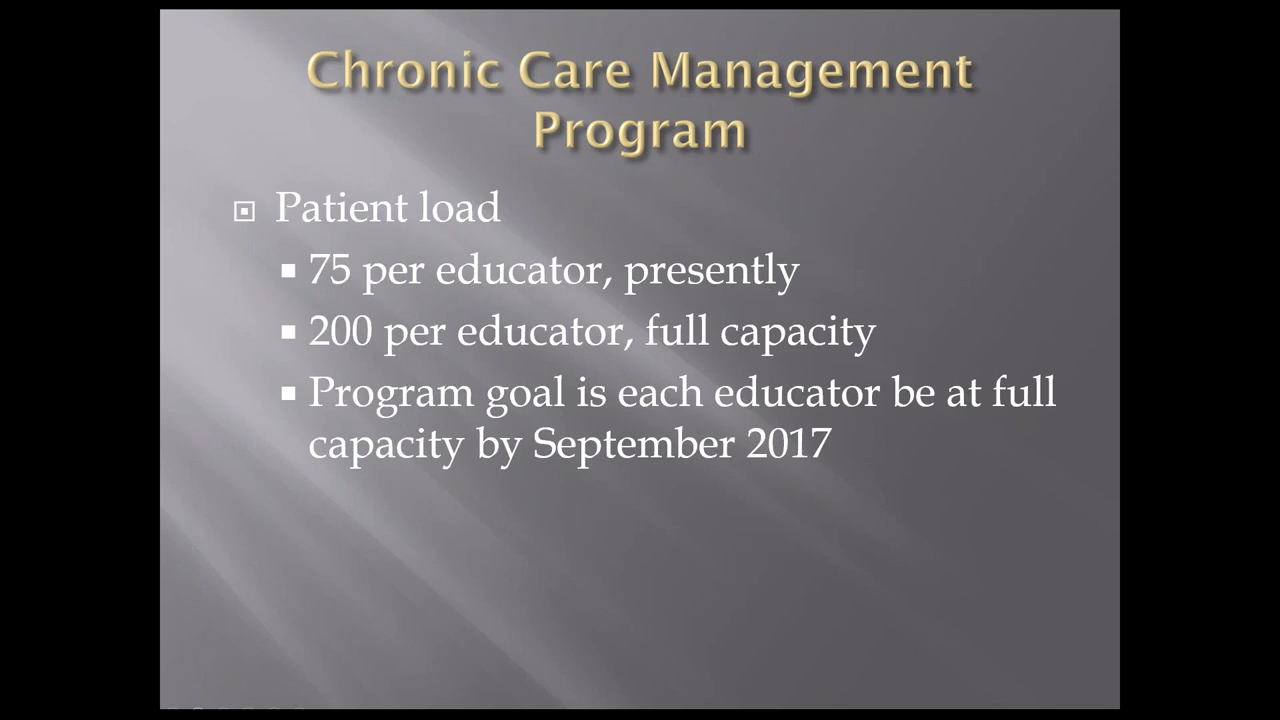 Chronic Care Management
Program
Patient load
75 per educator, presently
200 per educator, full capacity
Program goal is each educator be at full
capacity by September 2017